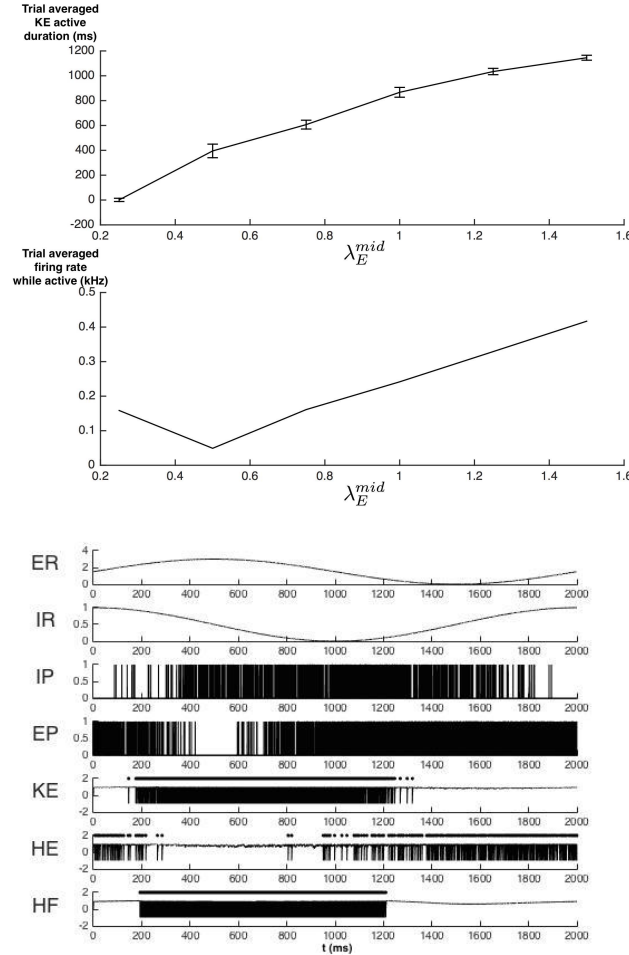 Trial averaged
KE active
duration (ms)
1200
1000
800
600
400
200
0
-200
0.2 0.4 0.6 0.8 1 1.2 1.4 1.6
λ_E^{mid}
Trial averaged
firing rate
while active (kHz)
0.5
0.4
0.3
0.2
0.1
0
0.2 0.4 0.6 0.8 1 1.2 1.4 1.6
λ_E^{mid}
ER
4
2
0
0 200 400 600 800 1000 1200 1400 1600 1800 2000
IR
1
0.5
0
0 200 400 600 800 1000 1200 1400 1600 1800 2000
IP
1
0.5
0
0 200 400 600 800 1000 1200 1400 1600 1800 2000
EP
1
0.5
0
0 200 400 600 800 1000 1200 1400 1600 1800 2000
KE
2
0
-2
0 200 400 600 800 1000 1200 1400 1600 1800 2000
HE
2
0
-2
0 200 400 600 800 1000 1200 1400 1600 1800 2000
HF
2
0
-2
0 200 400 600 800 1000 1200 1400 1600 1800 2000
t (ms)